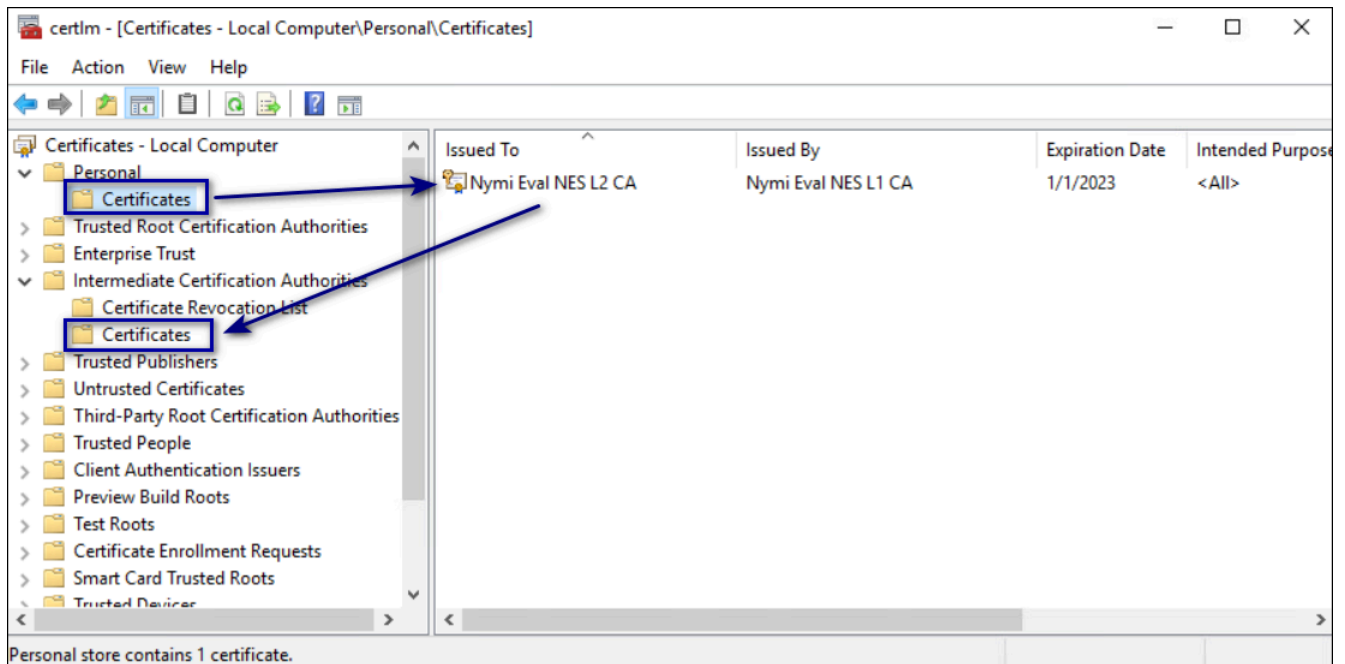 certlm - [Certificates - Local Computer\Personal\Certificates]
File Action View Help
Certificates - Local Computer
Personal
Certificates
Trusted Root Certification Authorities
Enterprise Trust
Intermediate Certification Authorities
Certificate Revocation List
Certificates
Trusted Publishers
Untrusted Certificates
Third-Party Root Certification Authorities
Trusted People
Client Authentication Issuers
Preview Build Roots
Test Roots
Certificate Enrollment Requests
Smart Card Trusted Roots
Trusted Devices
Issued To Issued By Expiration Date Intended Purpose
Nymi Eval NES L2 CA Nymi Eval NES L1 CA 1/1/2023 <All>
Personal store contains 1 certificate.